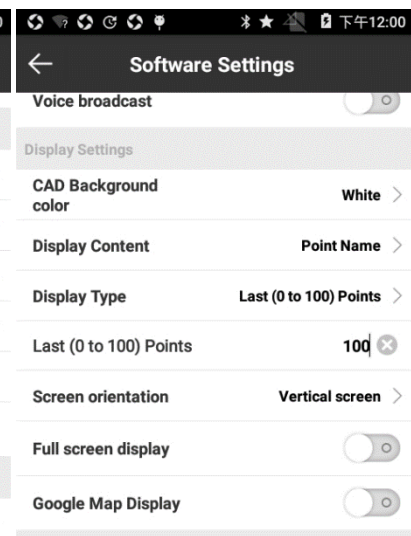 下午12:00
Software Settings
Voice broadcast
Display Settings
CAD Background
color
White
Display Content
Point Name
Display Type
Last (0 to 100) Points
Last (0 to 100) Points
100
Screen orientation
Vertical screen
Full screen display
Google Map Display